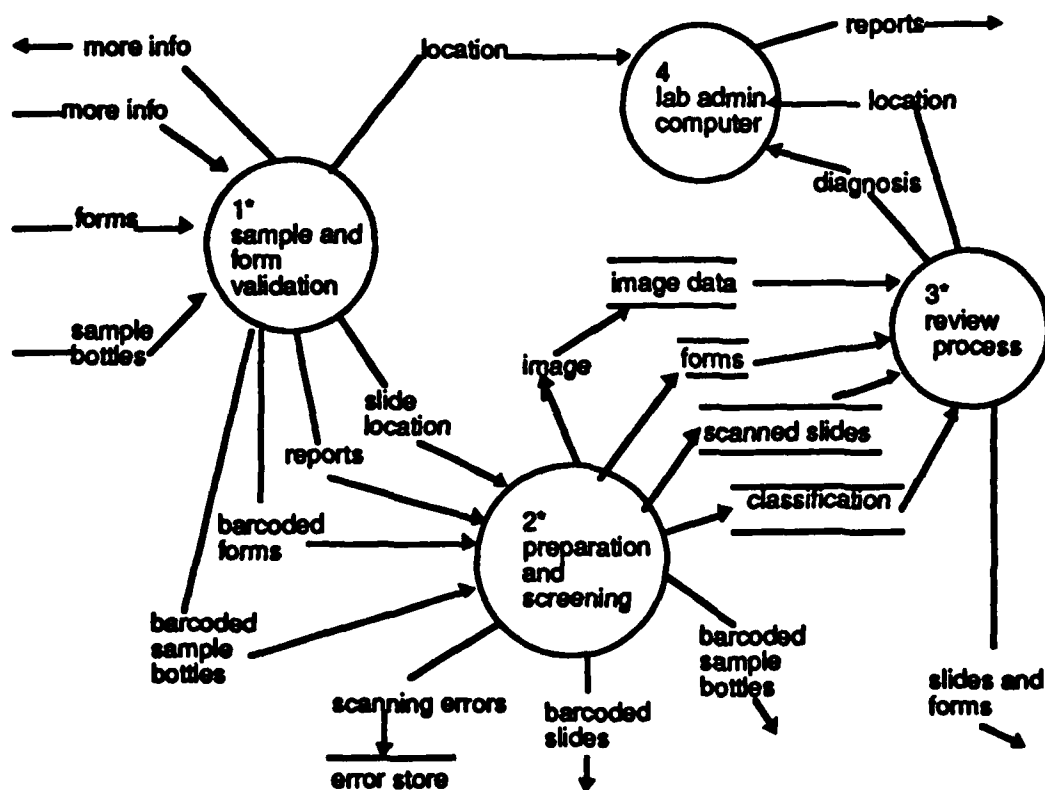 more info
more info
forms
sample
bottles
1*
sample and
form
validation
location
4
lab admin
computer
reports
location
diagnosis
image data
image
forms
scanned slides
classification
3*
review
process
slide
location
reports
barcoded
forms
barcoded
sample
bottles
2*
preparation
and
screening
scanning errors
error store
barcoded
slides
barcoded
sample
bottles
slides and
forms